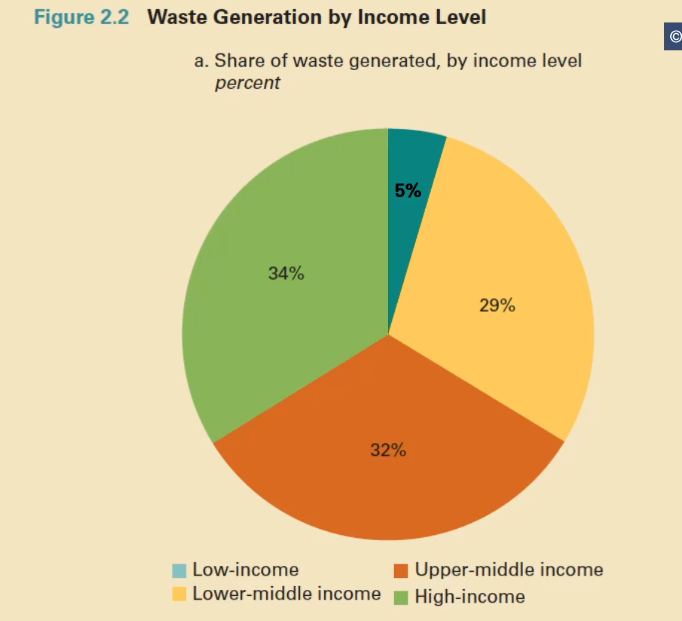 Figure 2.2 Waste Generation by Income Level
©
a. Share of waste generated, by income level
percent
5%
34%
29%
32%
Low-income
Upper-middle income
Lower-middle income
High-income